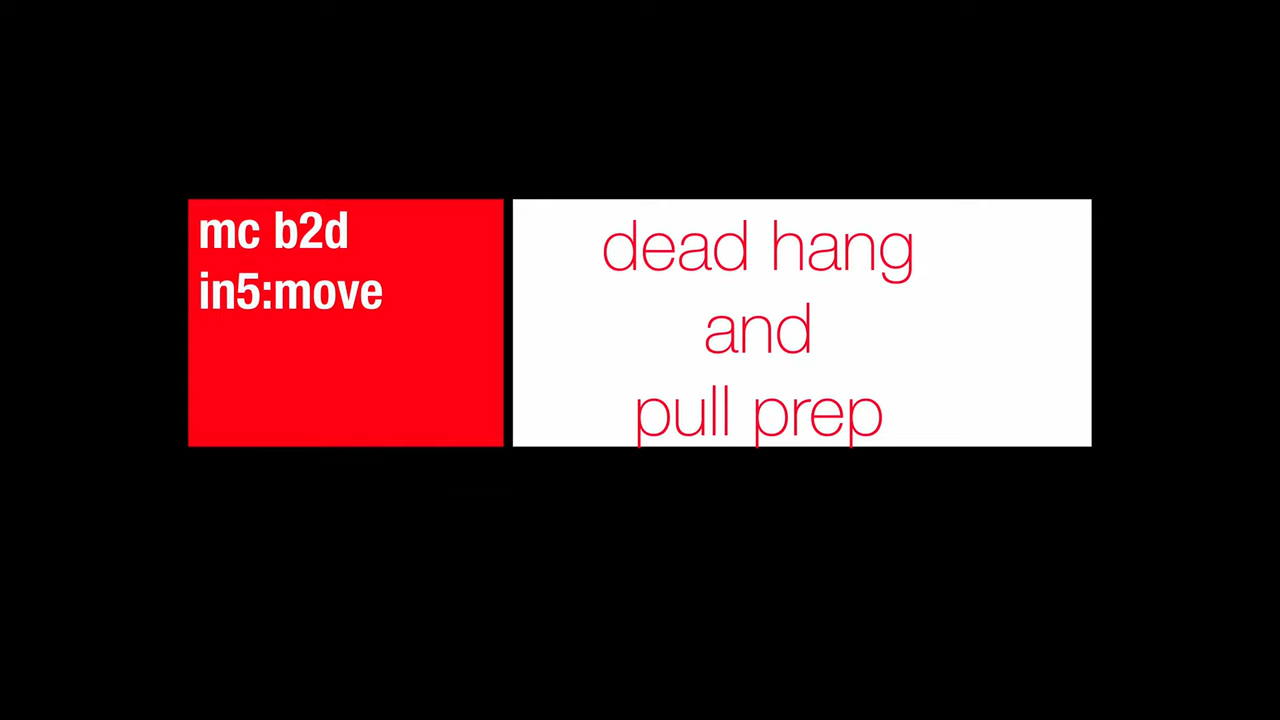 mc b2d
in5:move
dead hang
and
pull prep